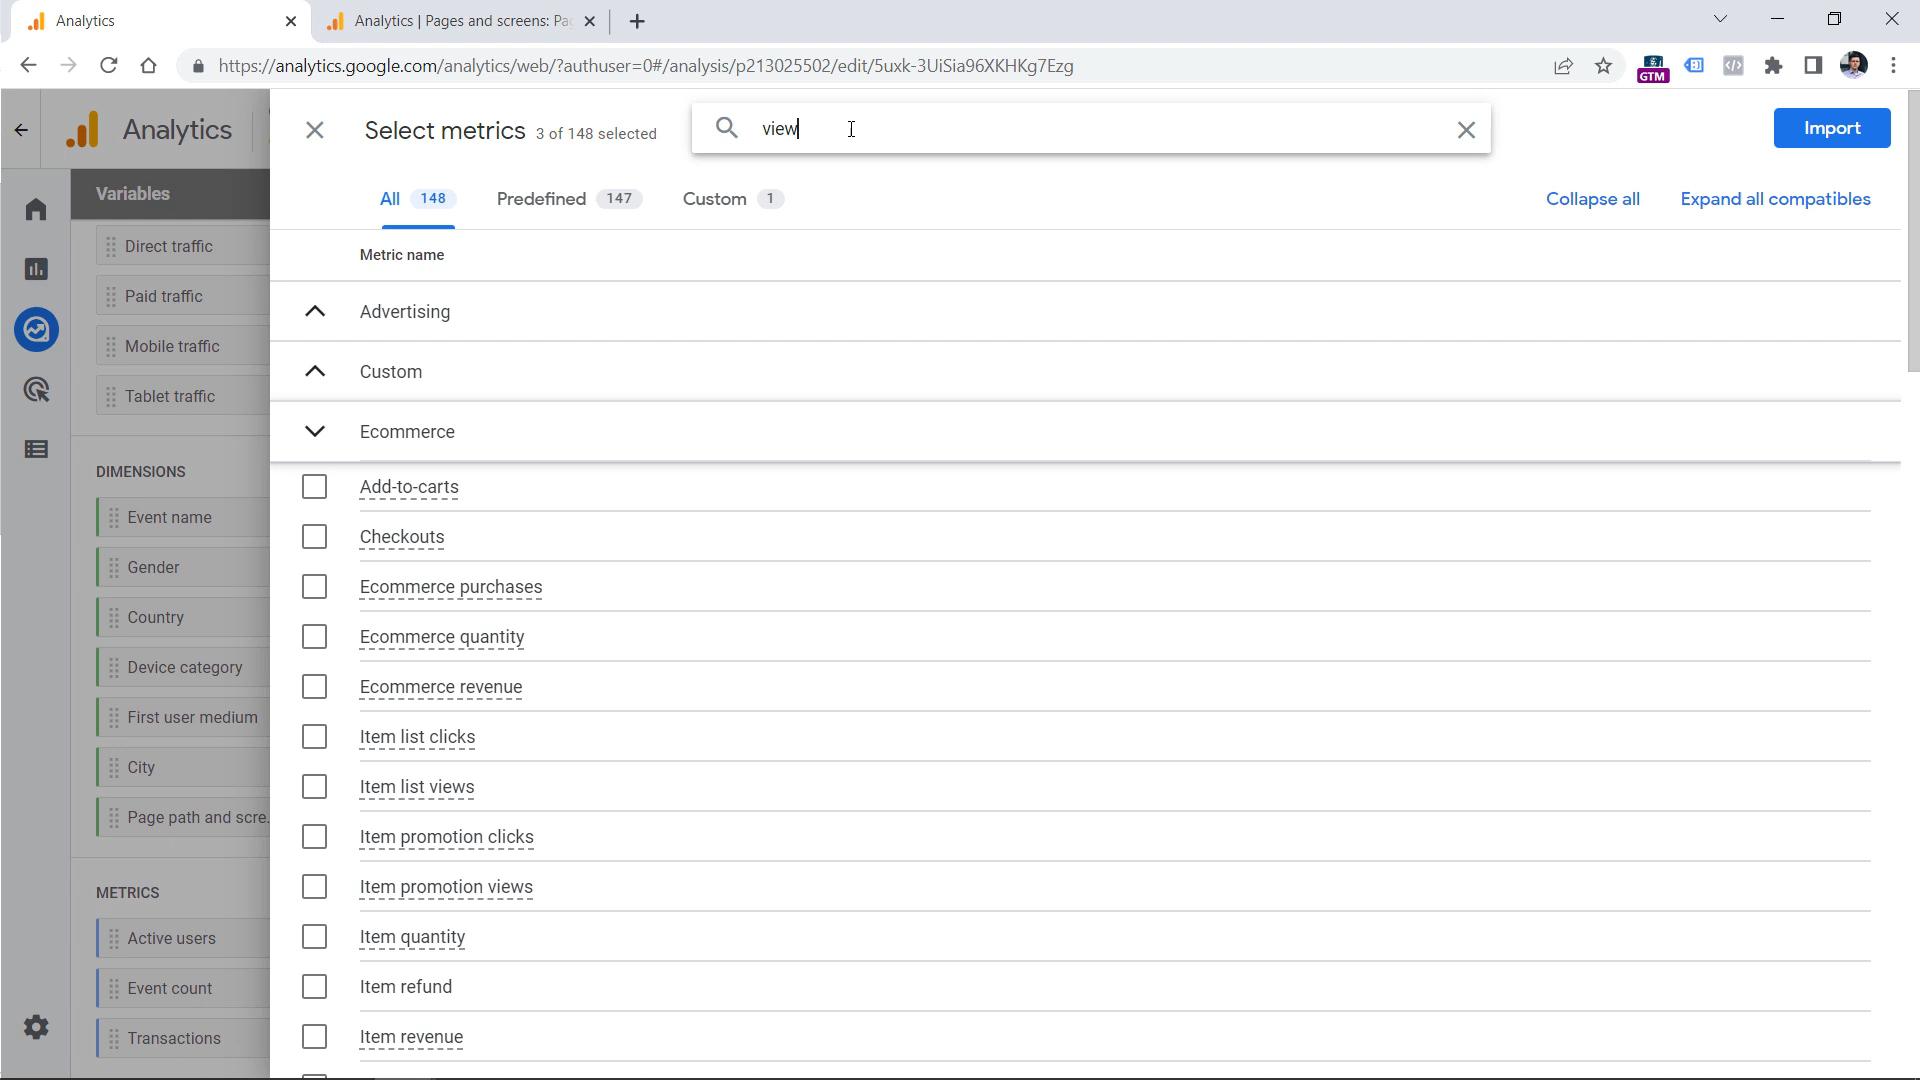 Analytics
Analytics | Pages and screens: Pa
https://analytics.google.com/analytics/web/?authuser=0#/analysis/p213025502/edit/5uxk-3UiSia96XKHKg7Ezg
GTM
Analytics
Select metrics 3 of 148 selected
view
Import
Variables
All 148 Predefined 147 Custom 1
Collapse all Expand all compatibles
Direct traffic
Paid traffic
Mobile traffic
Tablet traffic
DIMENSIONS
Event name
Gender
Country
Device category
First user medium
City
Page path and scre...
METRICS
Active users
Event count
Transactions
Metric name
Advertising
Custom
Ecommerce
Add-to-carts
Checkouts
Ecommerce purchases
Ecommerce quantity
Ecommerce revenue
Item list clicks
Item list views
Item promotion clicks
Item promotion views
Item quantity
Item refund
Item revenue